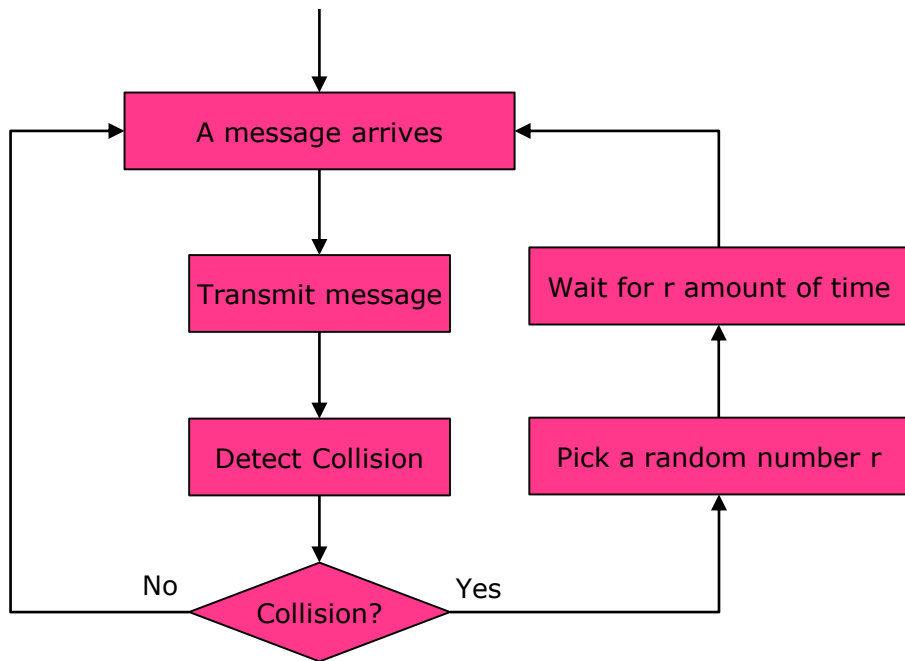 A message arrives
Transmit message
Wait for r amount of time
Detect Collision
Pick a random number r
No
Yes
Collision?